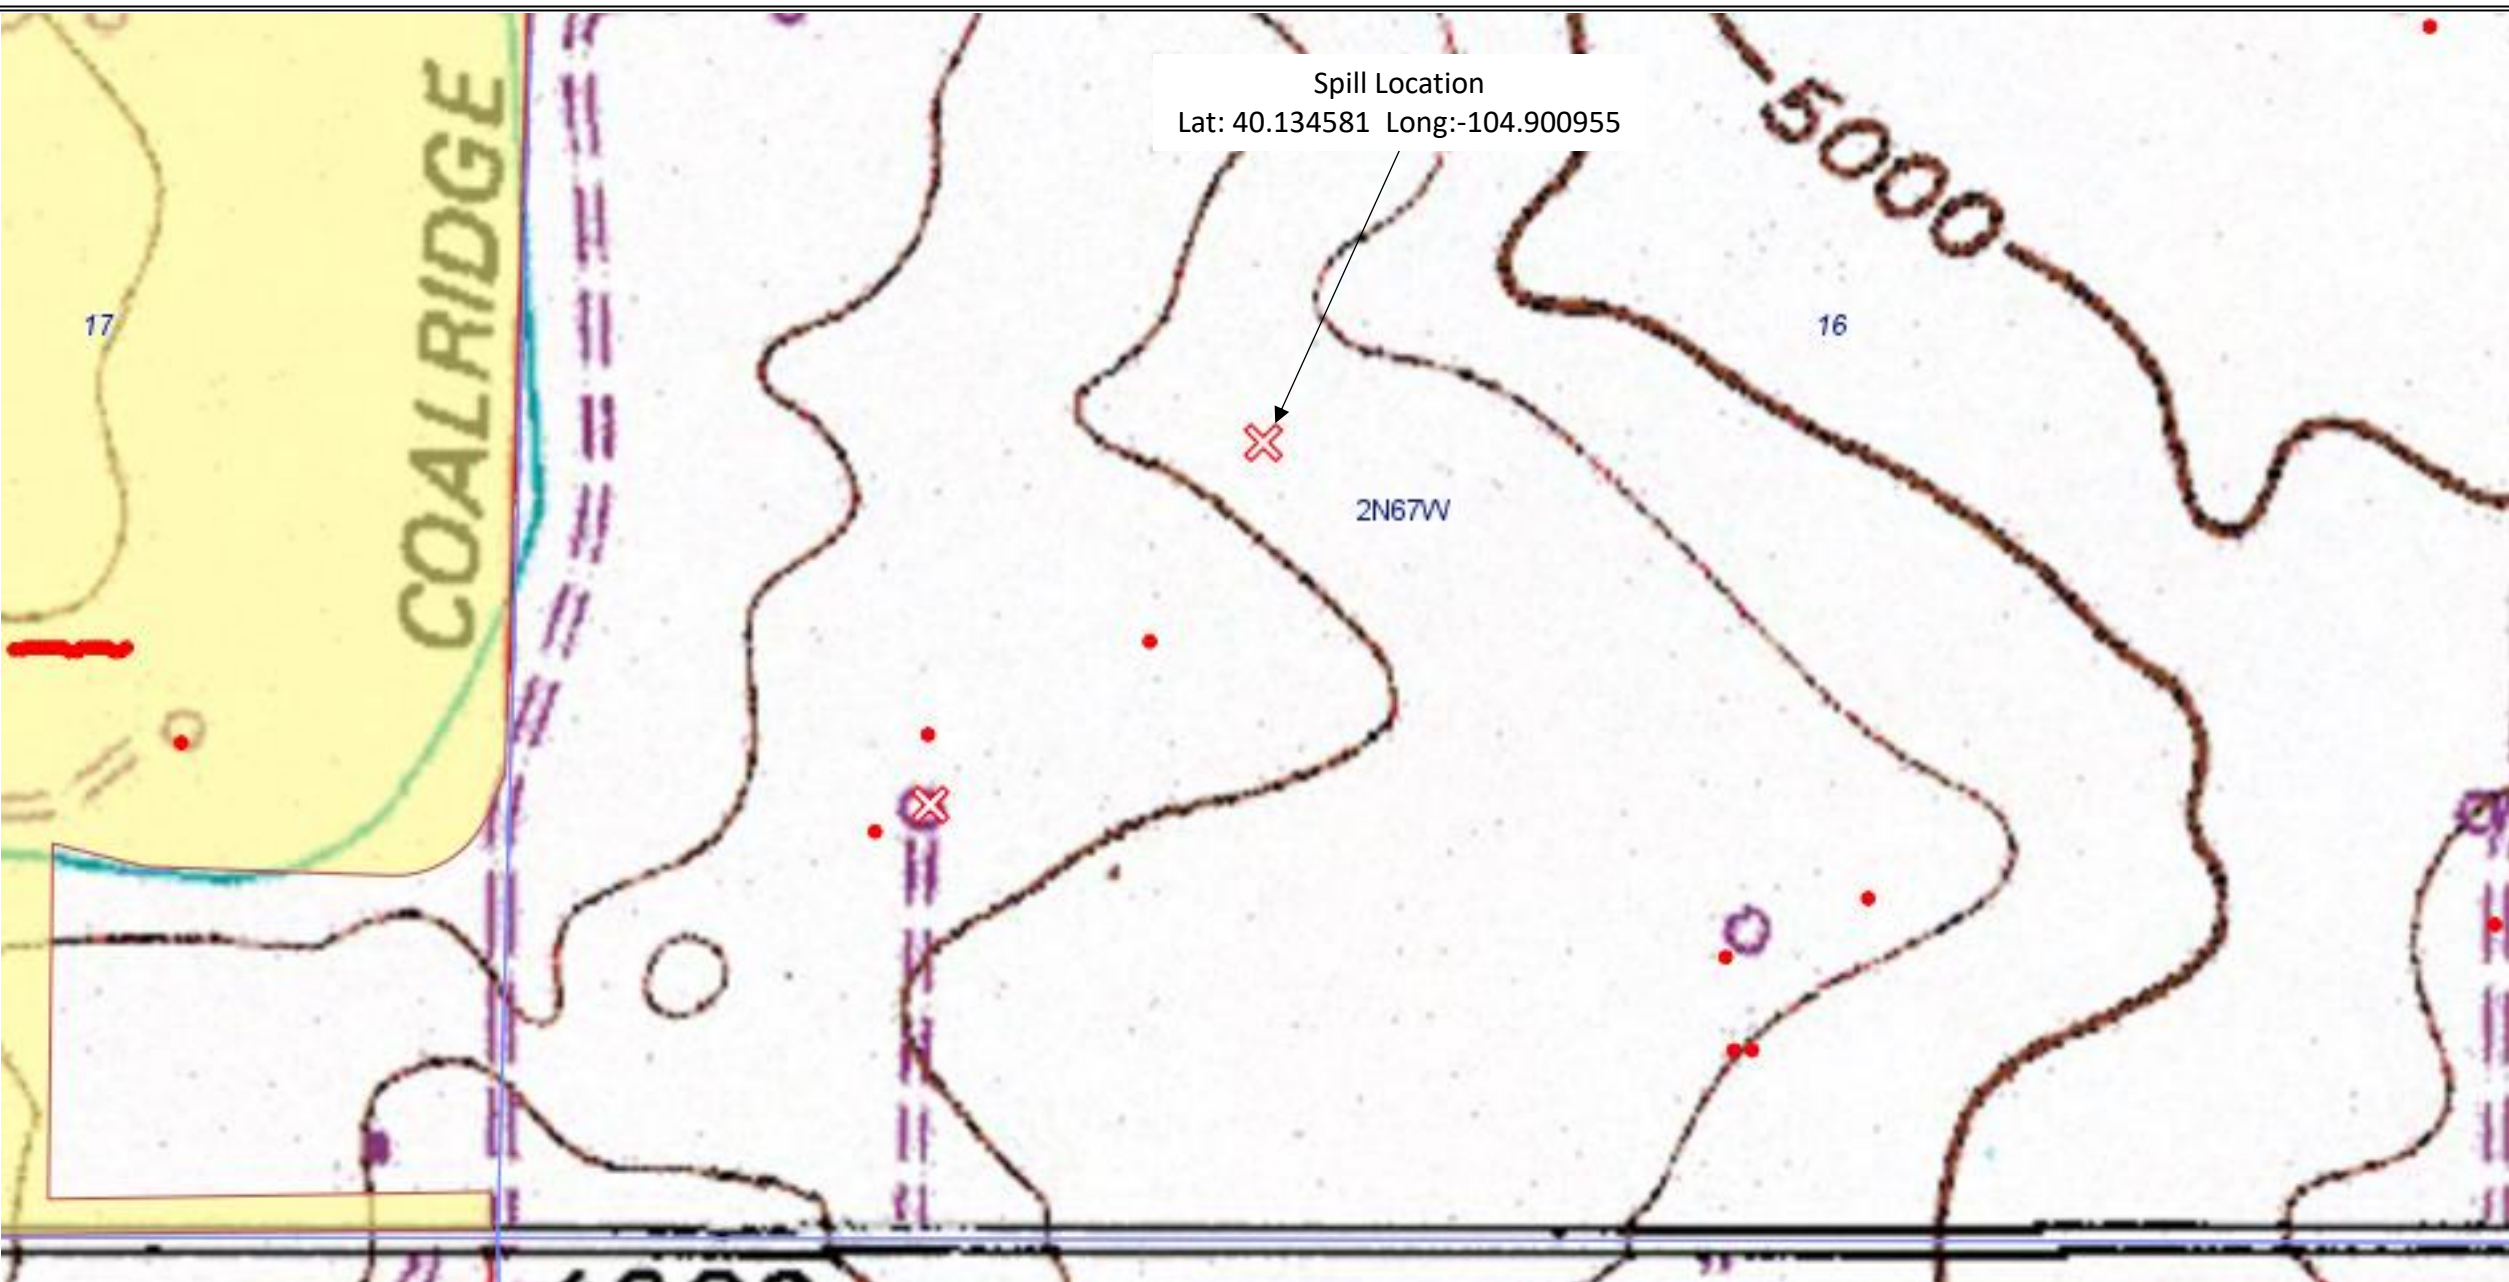 Spill Location
Lat: 40.134581 Long:-104.900955
5000
COALRIDGE
17
16
2N67W